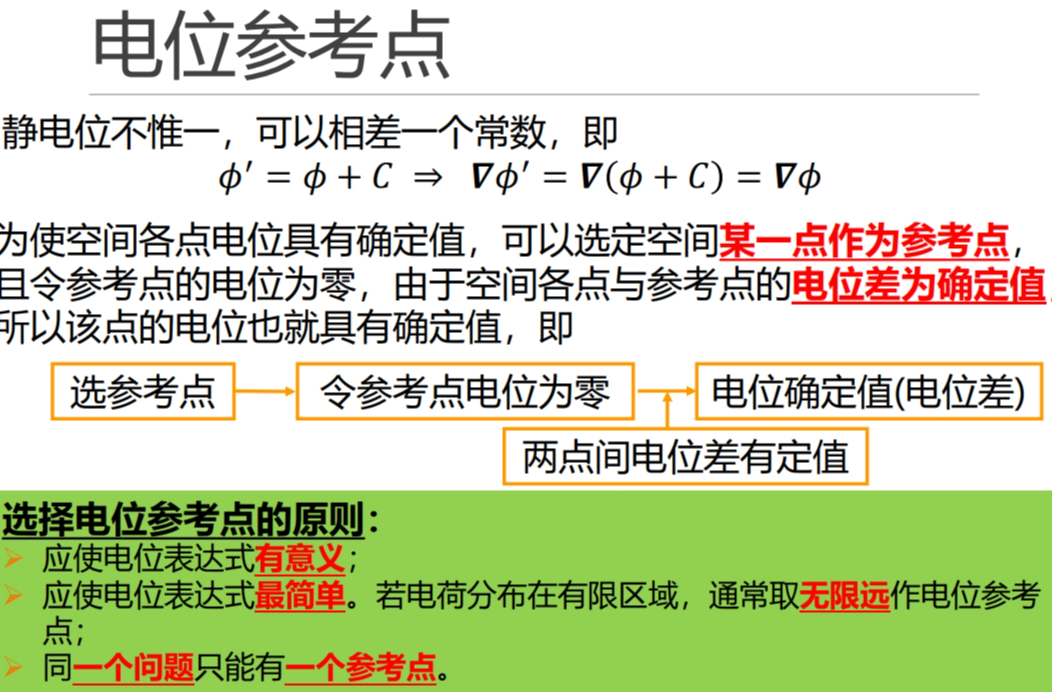 电位参考点
静电位不惟一，可以相差一个常数，即
ϕ′ = ϕ + C ⇒ ∇ϕ′ = ∇(ϕ + C) = ∇ϕ
为使空间各点电位具有确定值，可以选定空间某一点作为参考点，
且令参考点的电位为零，由于空间各点与参考点的电位差为确定值，
所以该点的电位也就具有确定值，即
选参考点
令参考点电位为零
电位确定值(电位差)
两点间电位差有定值
选择电位参考点的原则：
➢ 应使电位表达式有意义；
➢ 应使电位表达式最简单。若电荷分布在有限区域，通常取无限远作电位参考
点；
➢ 同一个问题只能有一个参考点。